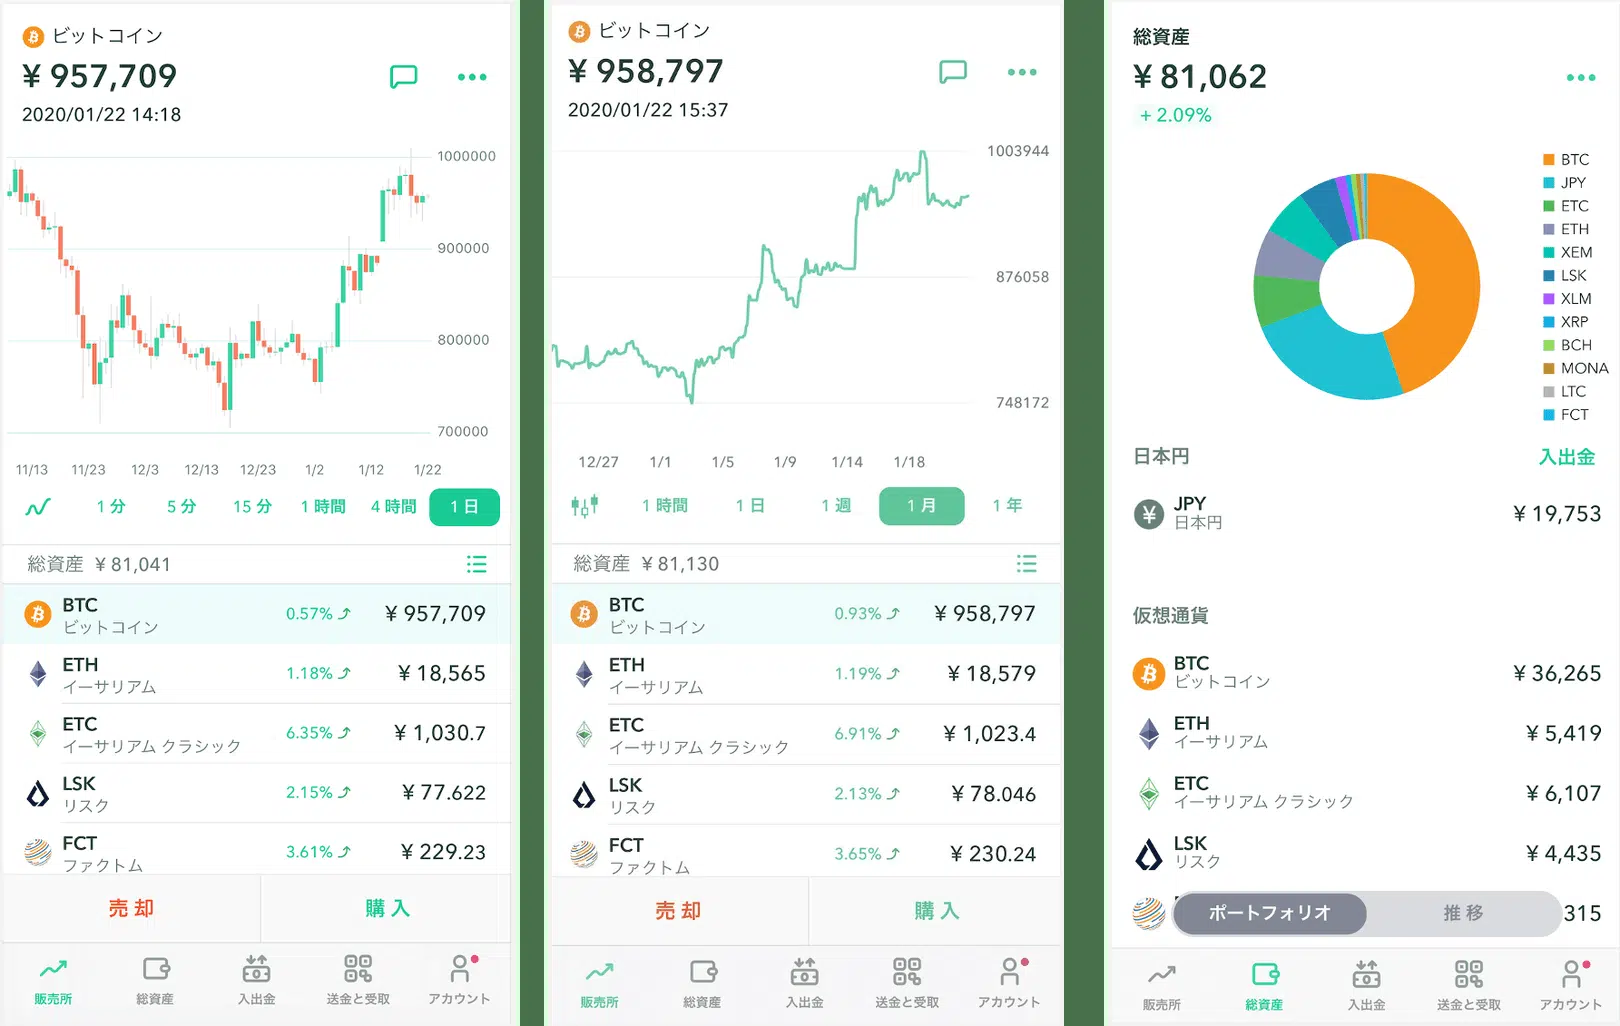 ビットコイン
¥ 957,709
2020/01/22 14:18
1000000
900000
800000
700000
11/13 11/23 12/3 12/13 12/23 1/2 1/12 1/22
1分 5分 15分 1時間 4時間 1日
総資産 ¥ 81,041
BTC 0.57% ¥ 957,709
ビットコイン
ETH 1.18% ¥ 18,565
イーサリアム
ETC 6.35% ¥ 1,030.7
イーサリアム クラシック
LSK 2.15% ¥ 77.622
リスク
FCT 3.61% ¥ 229.23
ファクトム
売却 購入
販売所 総資産 入出金 送金と受取 アカウント
ビットコイン
¥ 958,797
2020/01/22 15:37
1003944
876058
748172
12/27 1/1 1/5 1/9 1/14 1/18
1時間 1日 1週 1月 1年
総資産 ¥ 81,130
BTC 0.93% ¥ 958,797
ビットコイン
ETH 1.19% ¥ 18,579
イーサリアム
ETC 6.91% ¥ 1,023.4
イーサリアム クラシック
LSK 2.13% ¥ 78.046
リスク
FCT 3.65% ¥ 230.24
ファクトム
売却 購入
販売所 総資産 入出金 送金と受取 アカウント
総資産
¥ 81,062
+ 2.09%
BTC
JPY
ETC
ETH
XEM
LSK
XLM
XRP
BCH
MONA
LTC
FCT
日本円 入出金
JPY ¥ 19,753
日本円
仮想通貨
BTC ¥ 36,265
ビットコイン
ETH ¥ 5,419
イーサリアム
ETC ¥ 6,107
イーサリアム クラシック
LSK ¥ 4,435
リスク
ポートフォリオ 推移 315
販売所 総資産 入出金 送金と受取 アカウント